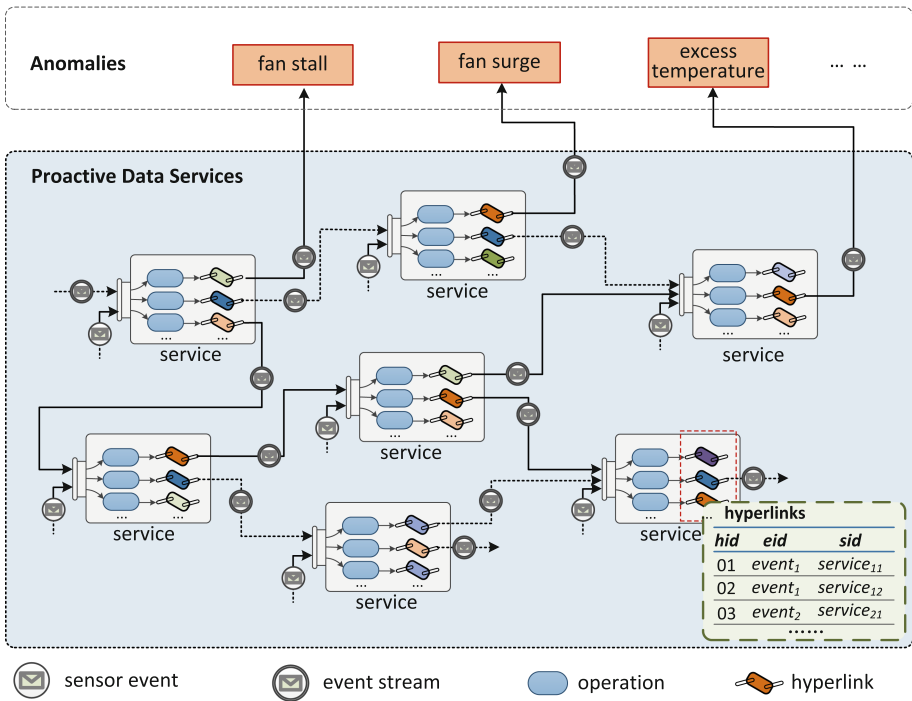 Anomalies
fan stall
fan surge
excess
temperature
... ...
Proactive Data Services
... ...
service
... ...
service
... ...
service
... ...
service
... ...
service
... ...
service
... ...
service
hyperlinks
hid eid sid
01 event₁ service₁₁
02 event₁ service₁₂
03 event₂ service₂₁
......
sensor event
event stream
operation
hyperlink